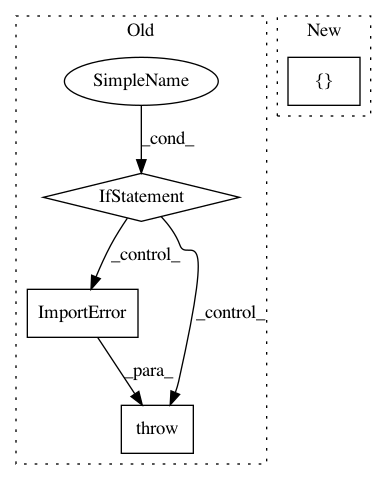 Old
New
SimpleName
{}
_cond_
IfStatement
_control_
_control_
ImportError
_para_
throw